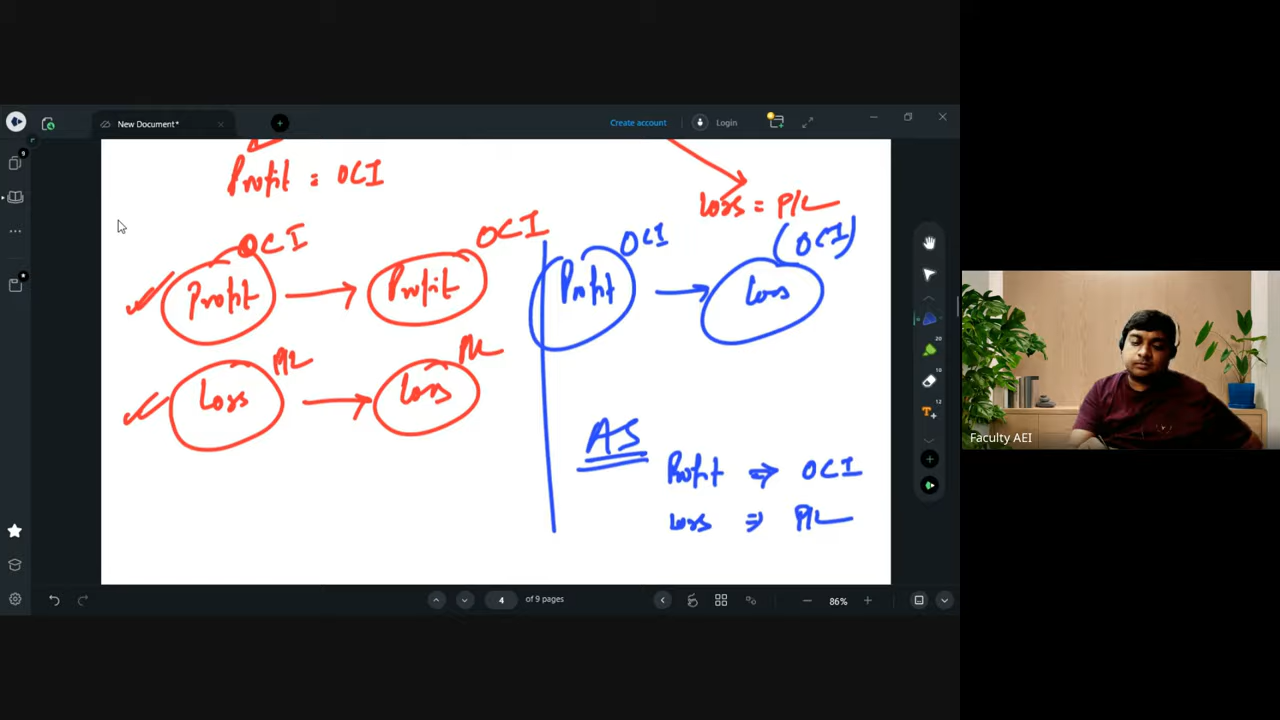 New Document*
Create account
Login
Profit = OCI
Loss = P/L
OCI
OCI
OCI
(OCI)
Profit → Profit
Profit → Loss
P/L
P/L
Loss → Loss
AS
Profit ⇒ OCI
Loss ⇒ P/L
Faculty AEI
4 of 9 pages
86%